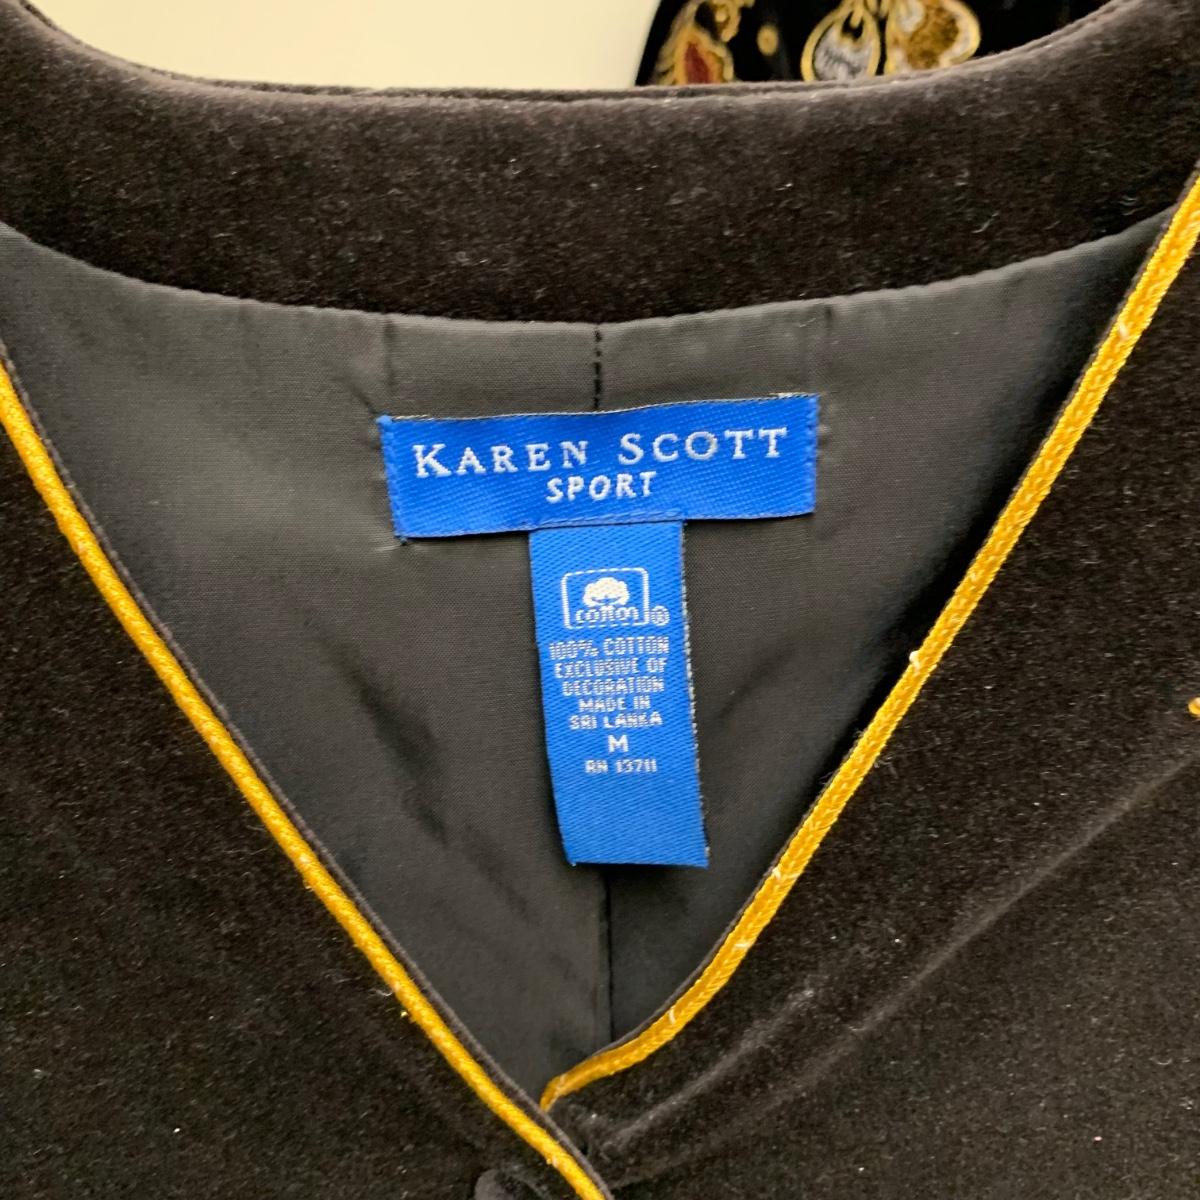 KAREN SCOTT
SPORT
cotton®
100% COTTON
EXCLUSIVE OF
DECORATION
MADE IN
SRI LANKA
M
RN 13711